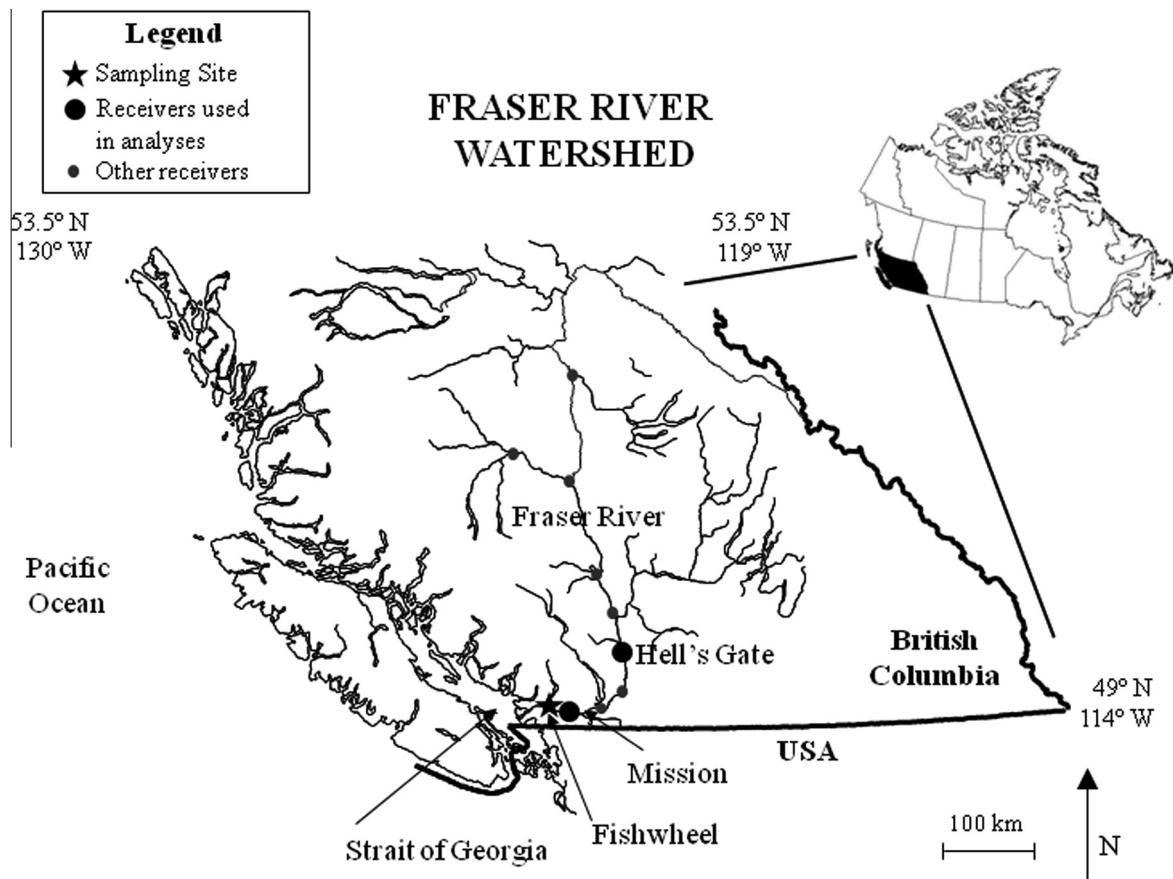 Legend
Sampling Site
Receivers used
in analyses
Other receivers
FRASER RIVER
WATERSHED
53.5° N
130° W
53.5° N
119° W
Fraser River
Pacific
Ocean
Hell's Gate
British
Columbia
49° N
114° W
USA
Mission
Fishwheel
Strait of Georgia
100 km
N